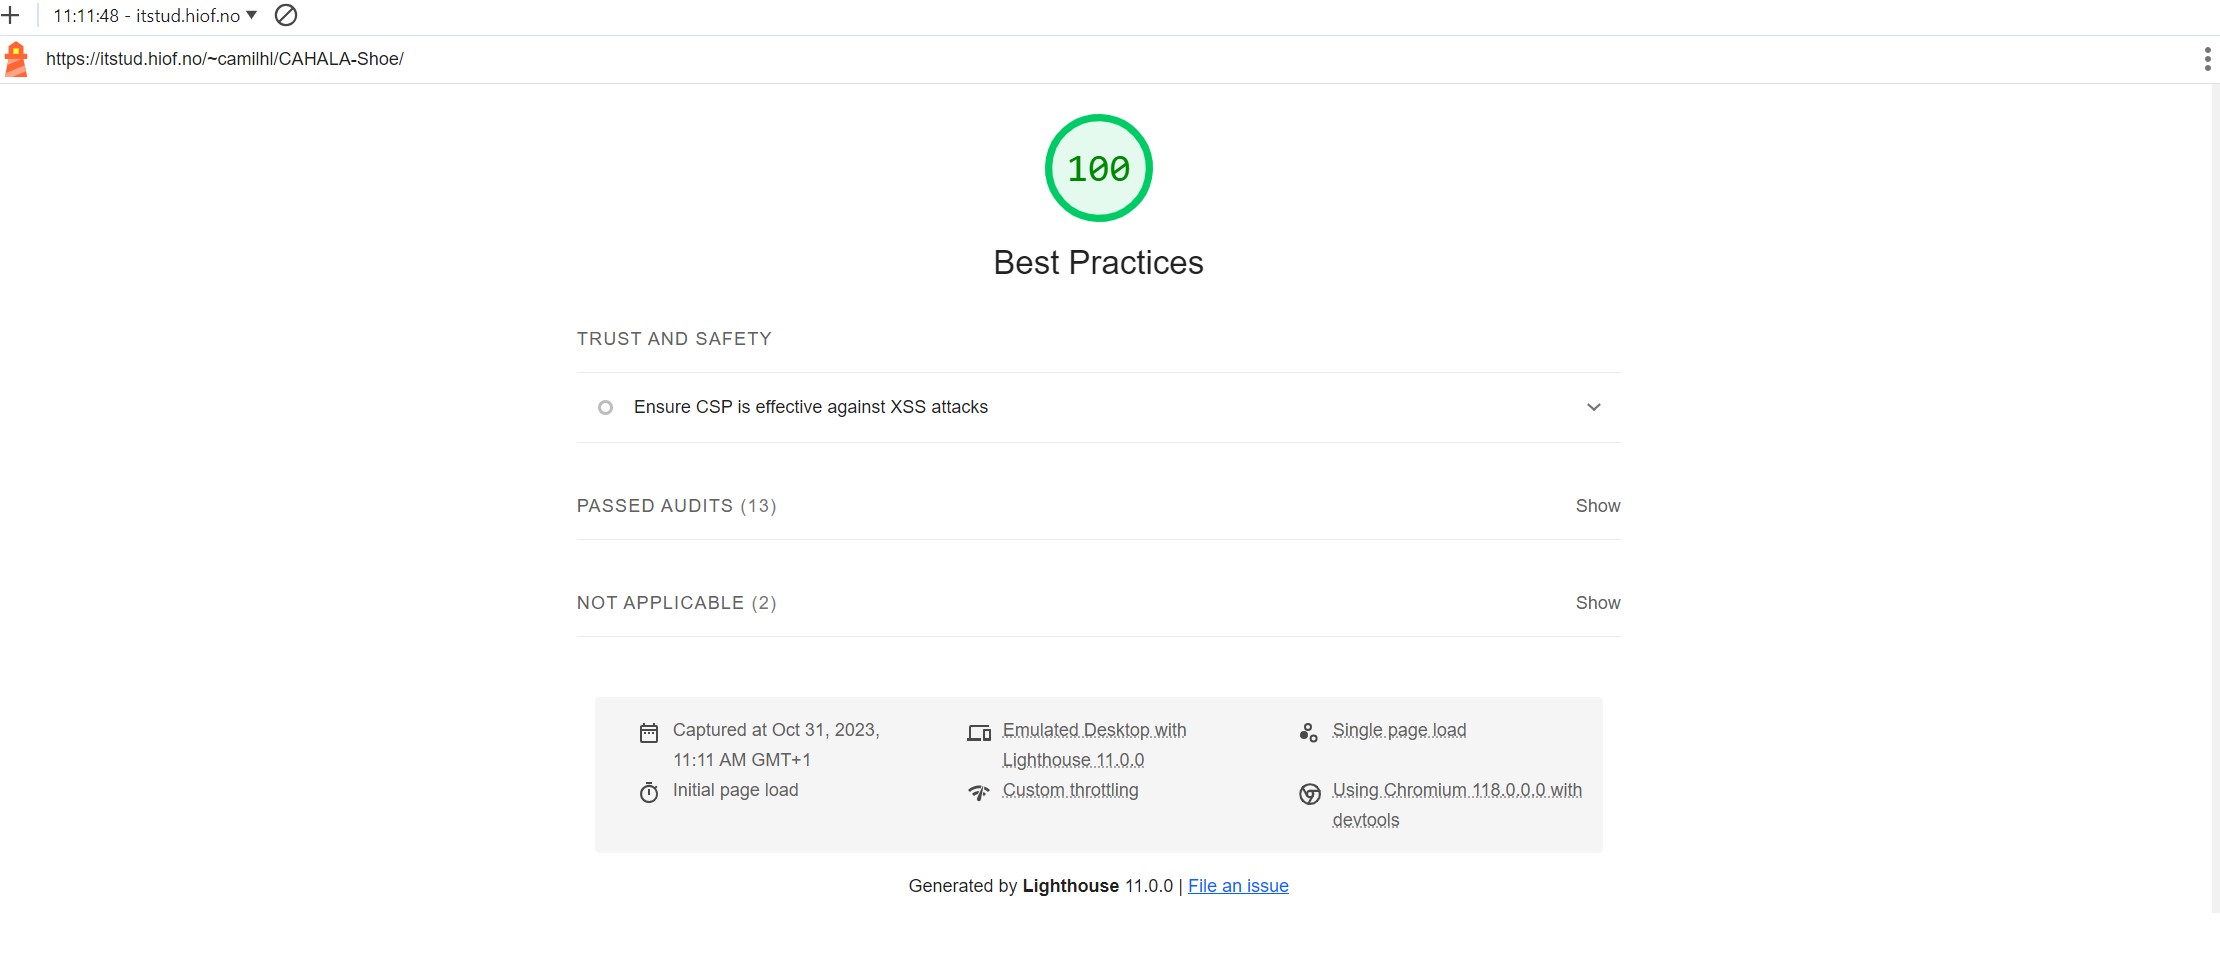 11:11:48 - itstud.hiof.no
https://itstud.hiof.no/~camilhl/CAHALA-Shoe/
100
Best Practices
TRUST AND SAFETY
Ensure CSP is effective against XSS attacks
PASSED AUDITS (13) Show
NOT APPLICABLE (2) Show
Captured at Oct 31, 2023,
11:11 AM GMT+1
Emulated Desktop with
Lighthouse 11.0.0
Single page load
Initial page load
Custom throttling
Using Chromium 118.0.0.0 with
devtools
Generated by Lighthouse 11.0.0 | File an issue